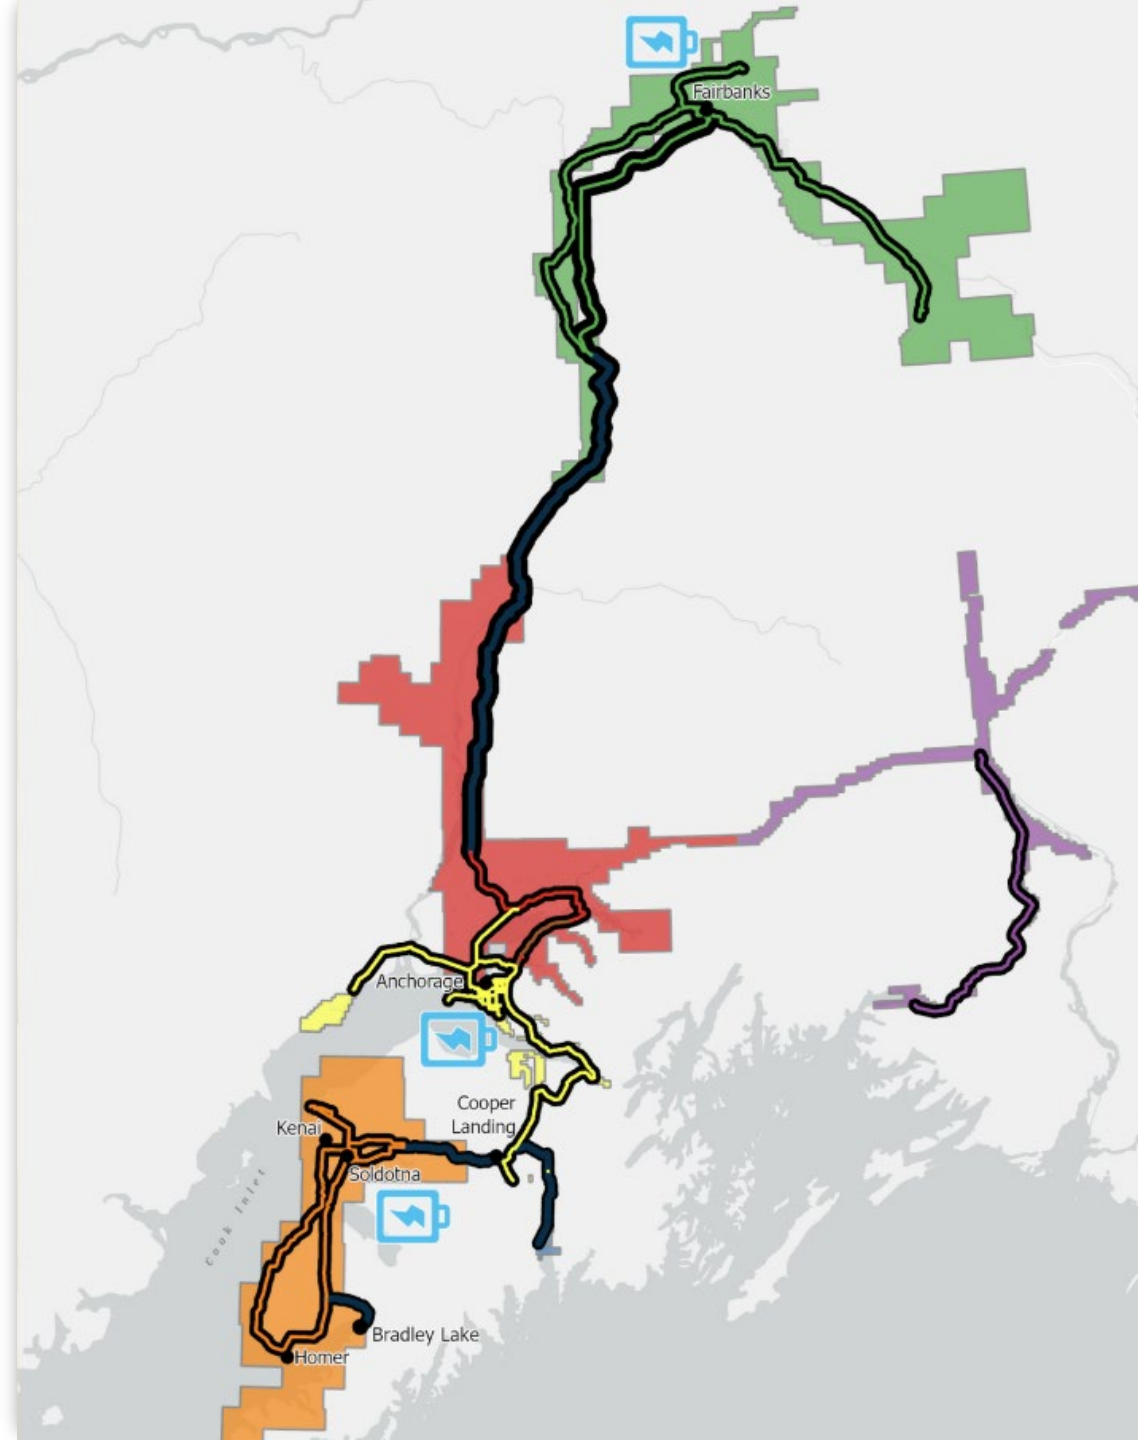 Fairbanks
Anchorage
Cooper
Landing
Kenai
Soldotna
Cook Inlet
Bradley Lake
Homer